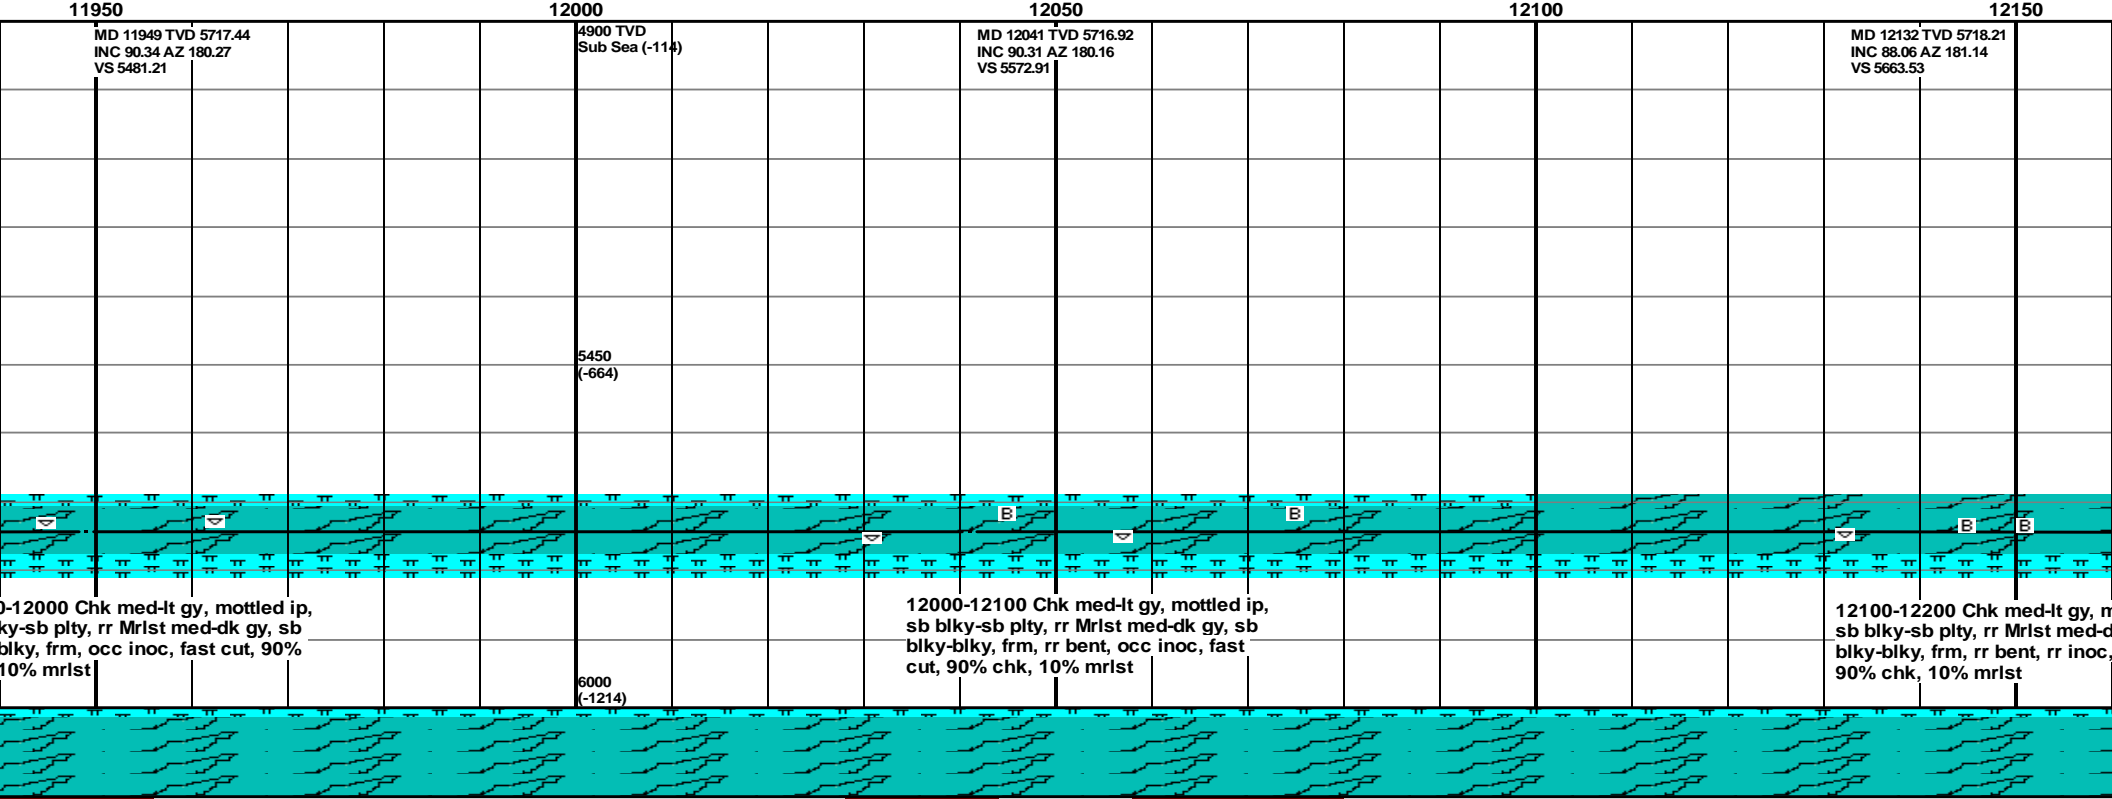 11950 12000 12050 12100 12150
MD 11949 TVD 5717.44
INC 90.34 AZ 180.27
VS 5481.21
4900 TVD
Sub Sea (-114)
MD 12041 TVD 5716.92
INC 90.31 AZ 180.16
VS 5572.91
MD 12132 TVD 5718.21
INC 88.06 AZ 181.14
VS 5663.53
5450
(-664)
B
B
B
B
0-12000 Chk med-lt gy, mottled ip,
ky-sb plty, rr Mrlst med-dk gy, sb
blky, frm, occ inoc, fast cut, 90%
10% mrlst
12000-12100 Chk med-lt gy, mottled ip,
sb blky-sb plty, rr Mrlst med-dk gy, sb
blky-blky, frm, rr bent, occ inoc, fast
cut, 90% chk, 10% mrlst
12100-12200 Chk med-lt gy, m
sb blky-sb plty, rr Mrlst med-d
blky-blky, frm, rr bent, rr inoc,
90% chk, 10% mrlst
6000
(-1214)